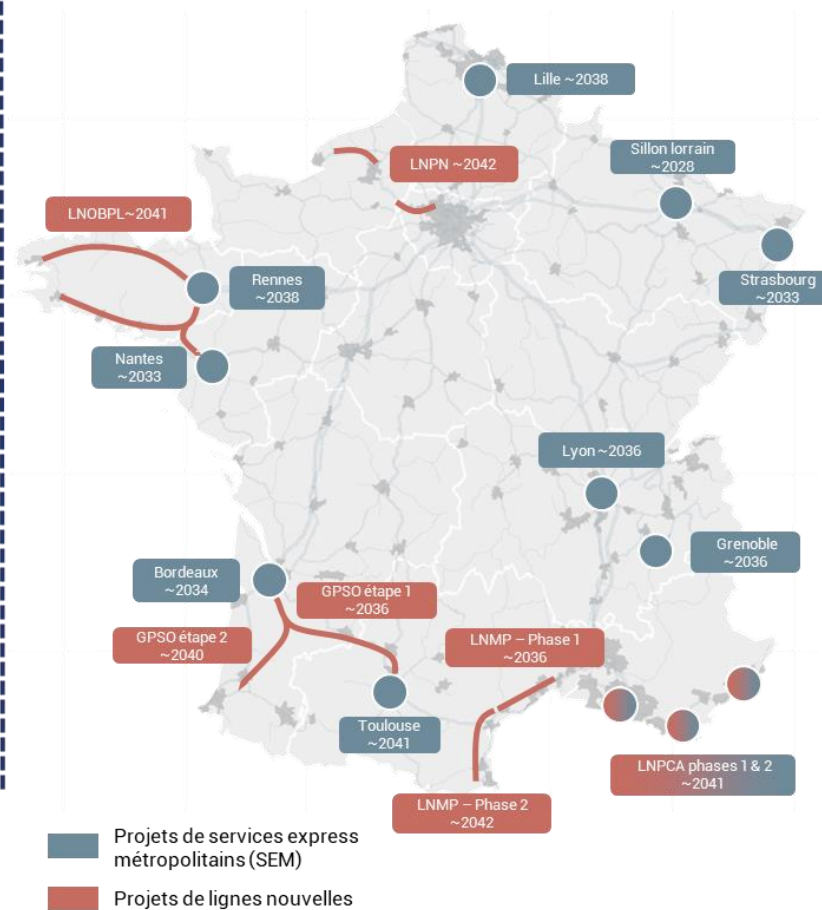 Lille ~2038
Sillon lorrain
~2028
LNPN ~2042
LNOBPL~2041
Strasbourg
~2033
Rennes
~2038
Nantes
~2033
Lyon ~2036
Grenoble
~2036
Bordeaux
~2034
GPSO étape 1
~2036
GPSO étape 2
~2040
LNMP – Phase 1
~2036
Toulouse
~2041
LNPCA phases 1 & 2
~2041
LNMP – Phase 2
~2042
Projets de services express
métropolitains (SEM)
Projets de lignes nouvelles